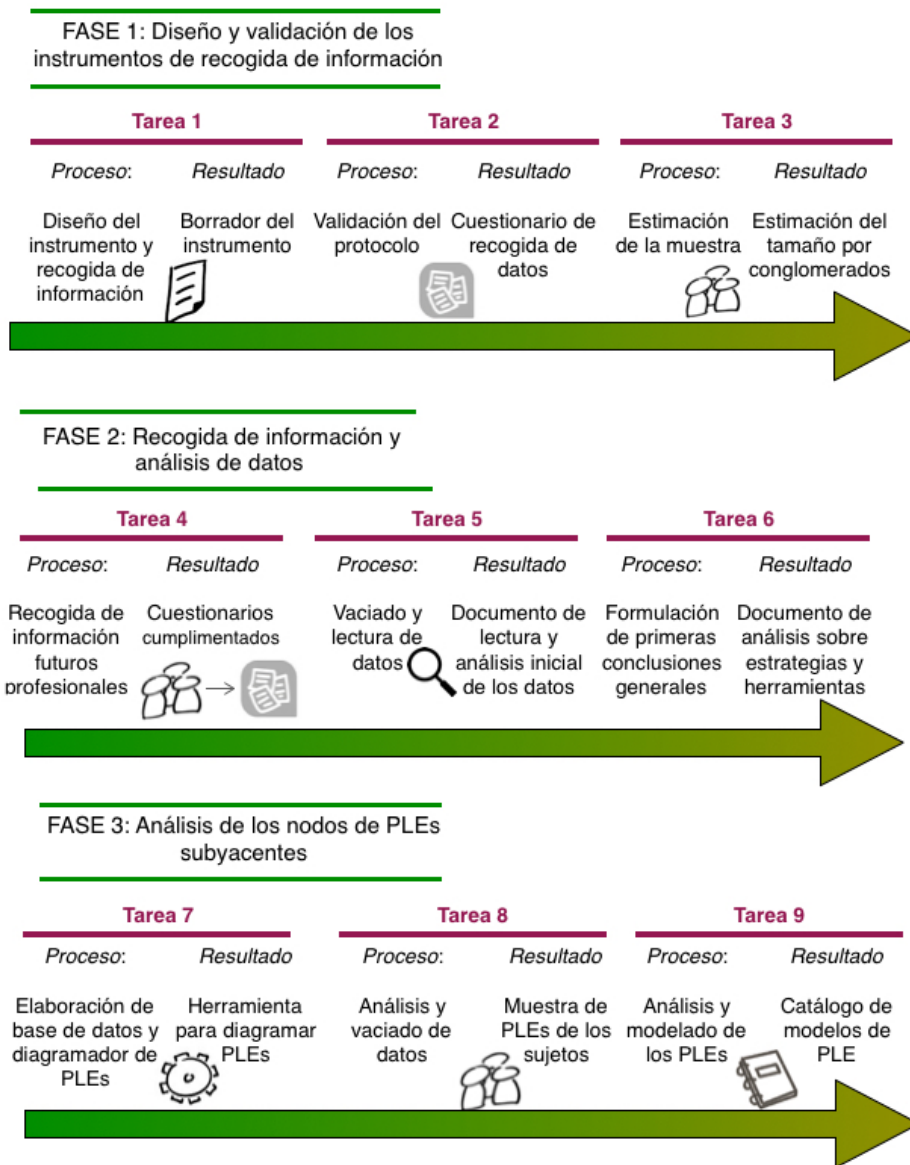 FASE 1: Diseño y validación de los
instrumentos de recogida de información
Tarea 1
Proceso:
Resultado
Diseño del
instrumento y
recogida de
información
Borrador del
instrumento
Tarea 2
Proceso:
Resultado
Validación del
protocolo
Cuestionario de
recogida de
datos
Tarea 3
Proceso:
Resultado
Estimación
de la muestra
Estimación del
tamaño por
conglomerados
FASE 2: Recogida de información y
análisis de datos
Tarea 4
Proceso:
Resultado
Recogida de
información
futuros
profesionales
Cuestionarios
cumplimentados
Tarea 5
Proceso:
Resultado
Vaciado y
lectura de
datos
Documento de
lectura y
análisis inicial
de los datos
Tarea 6
Proceso:
Resultado
Formulación
de primeras
conclusiones
generales
Documento de
análisis sobre
estrategias y
herramientas
FASE 3: Análisis de los nodos de PLEs
subyacentes
Tarea 7
Proceso:
Resultado
Elaboración de
base de datos y
diagramador de
PLEs
Herramienta
para diagramar
PLEs
Tarea 8
Proceso:
Resultado
Análisis y
vaciado de
datos
Muestra de
PLEs de los
sujetos
Tarea 9
Proceso:
Resultado
Análisis y
modelado de
los PLEs
Catálogo de
modelos de
PLE